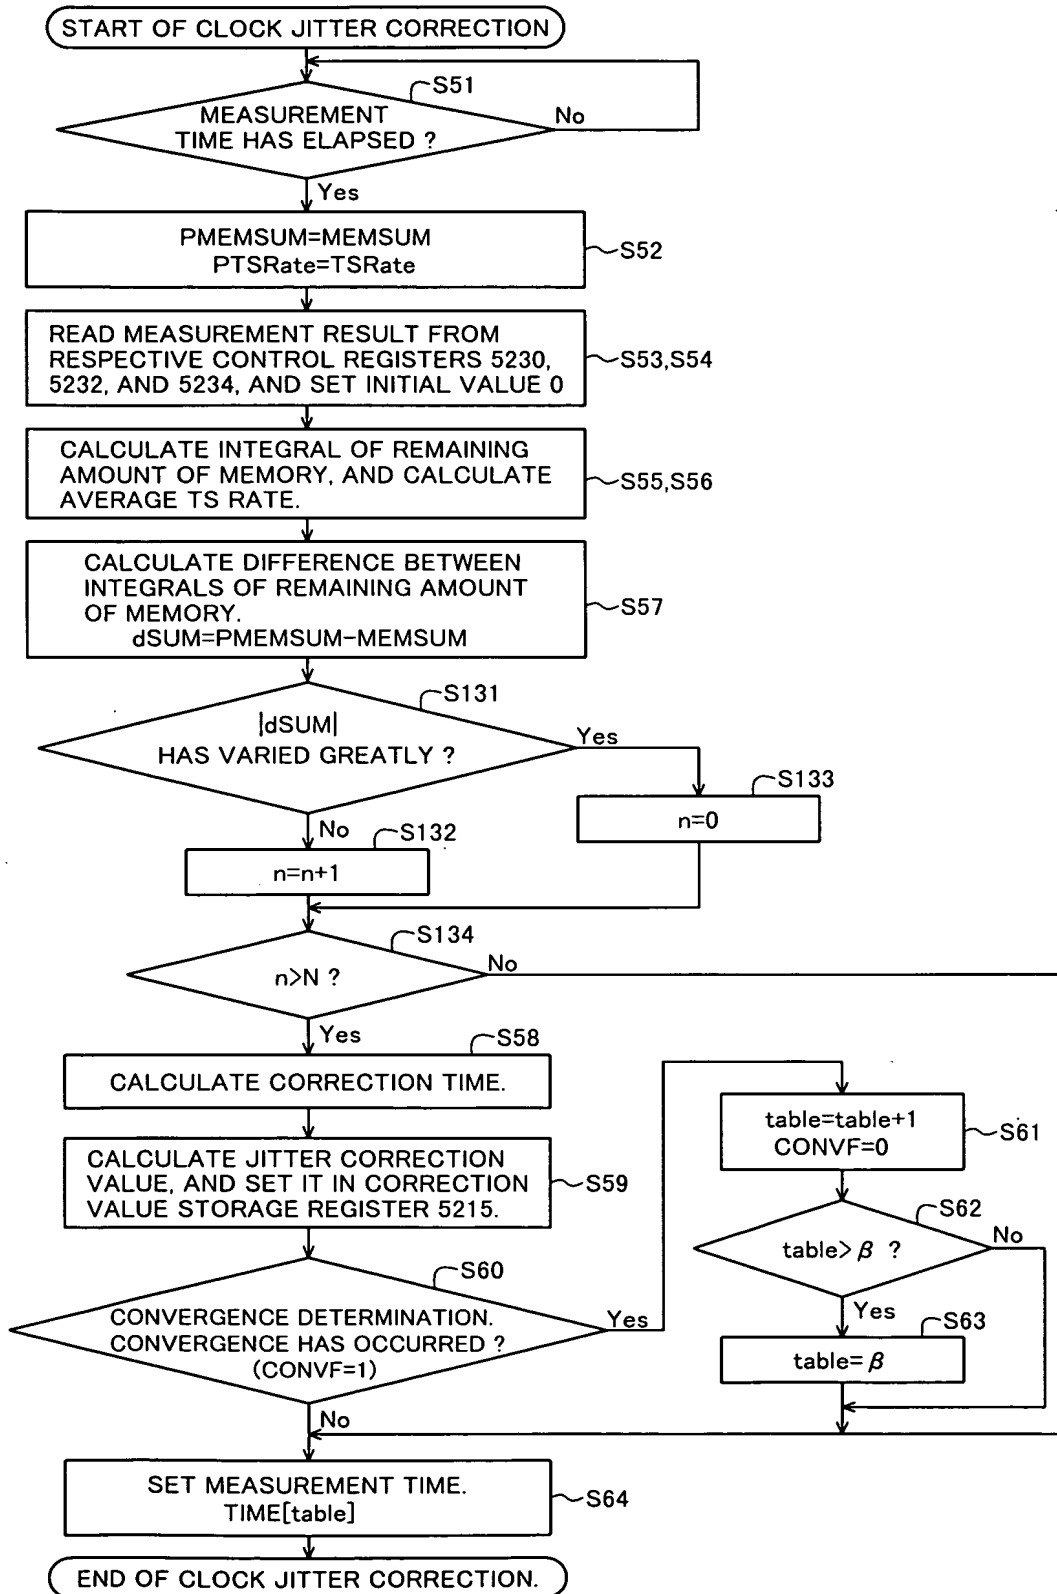 START OF CLOCK JITTER CORRECTION
S51
MEASUREMENT
TIME HAS ELAPSED ?
No
Yes
PMEMSUM=MEMSUM
PTSRate=TSRate
S52
READ MEASUREMENT RESULT FROM
RESPECTIVE CONTROL REGISTERS 5230,
5232, AND 5234, AND SET INITIAL VALUE 0
S53,S54
CALCULATE INTEGRAL OF REMAINING
AMOUNT OF MEMORY, AND CALCULATE
AVERAGE TS RATE.
S55,S56
CALCULATE DIFFERENCE BETWEEN
INTEGRALS OF REMAINING AMOUNT
OF MEMORY.
dSUM=PMEMSUM-MEMSUM
S57
S131
|dSUM|
HAS VARIED GREATLY ?
Yes
S133
n=0
No
S132
n=n+1
S134
n>N ?
No
Yes
S58
CALCULATE CORRECTION TIME.
table=table+1
CONVF=0
S61
CALCULATE JITTER CORRECTION
VALUE, AND SET IT IN CORRECTION
VALUE STORAGE REGISTER 5215.
S59
S62
table>β ?
No
Yes
S60
CONVERGENCE DETERMINATION.
CONVERGENCE HAS OCCURRED ?
(CONVF=1)
Yes
S63
table=β
No
SET MEASUREMENT TIME.
TIME[table]
S64
END OF CLOCK JITTER CORRECTION.